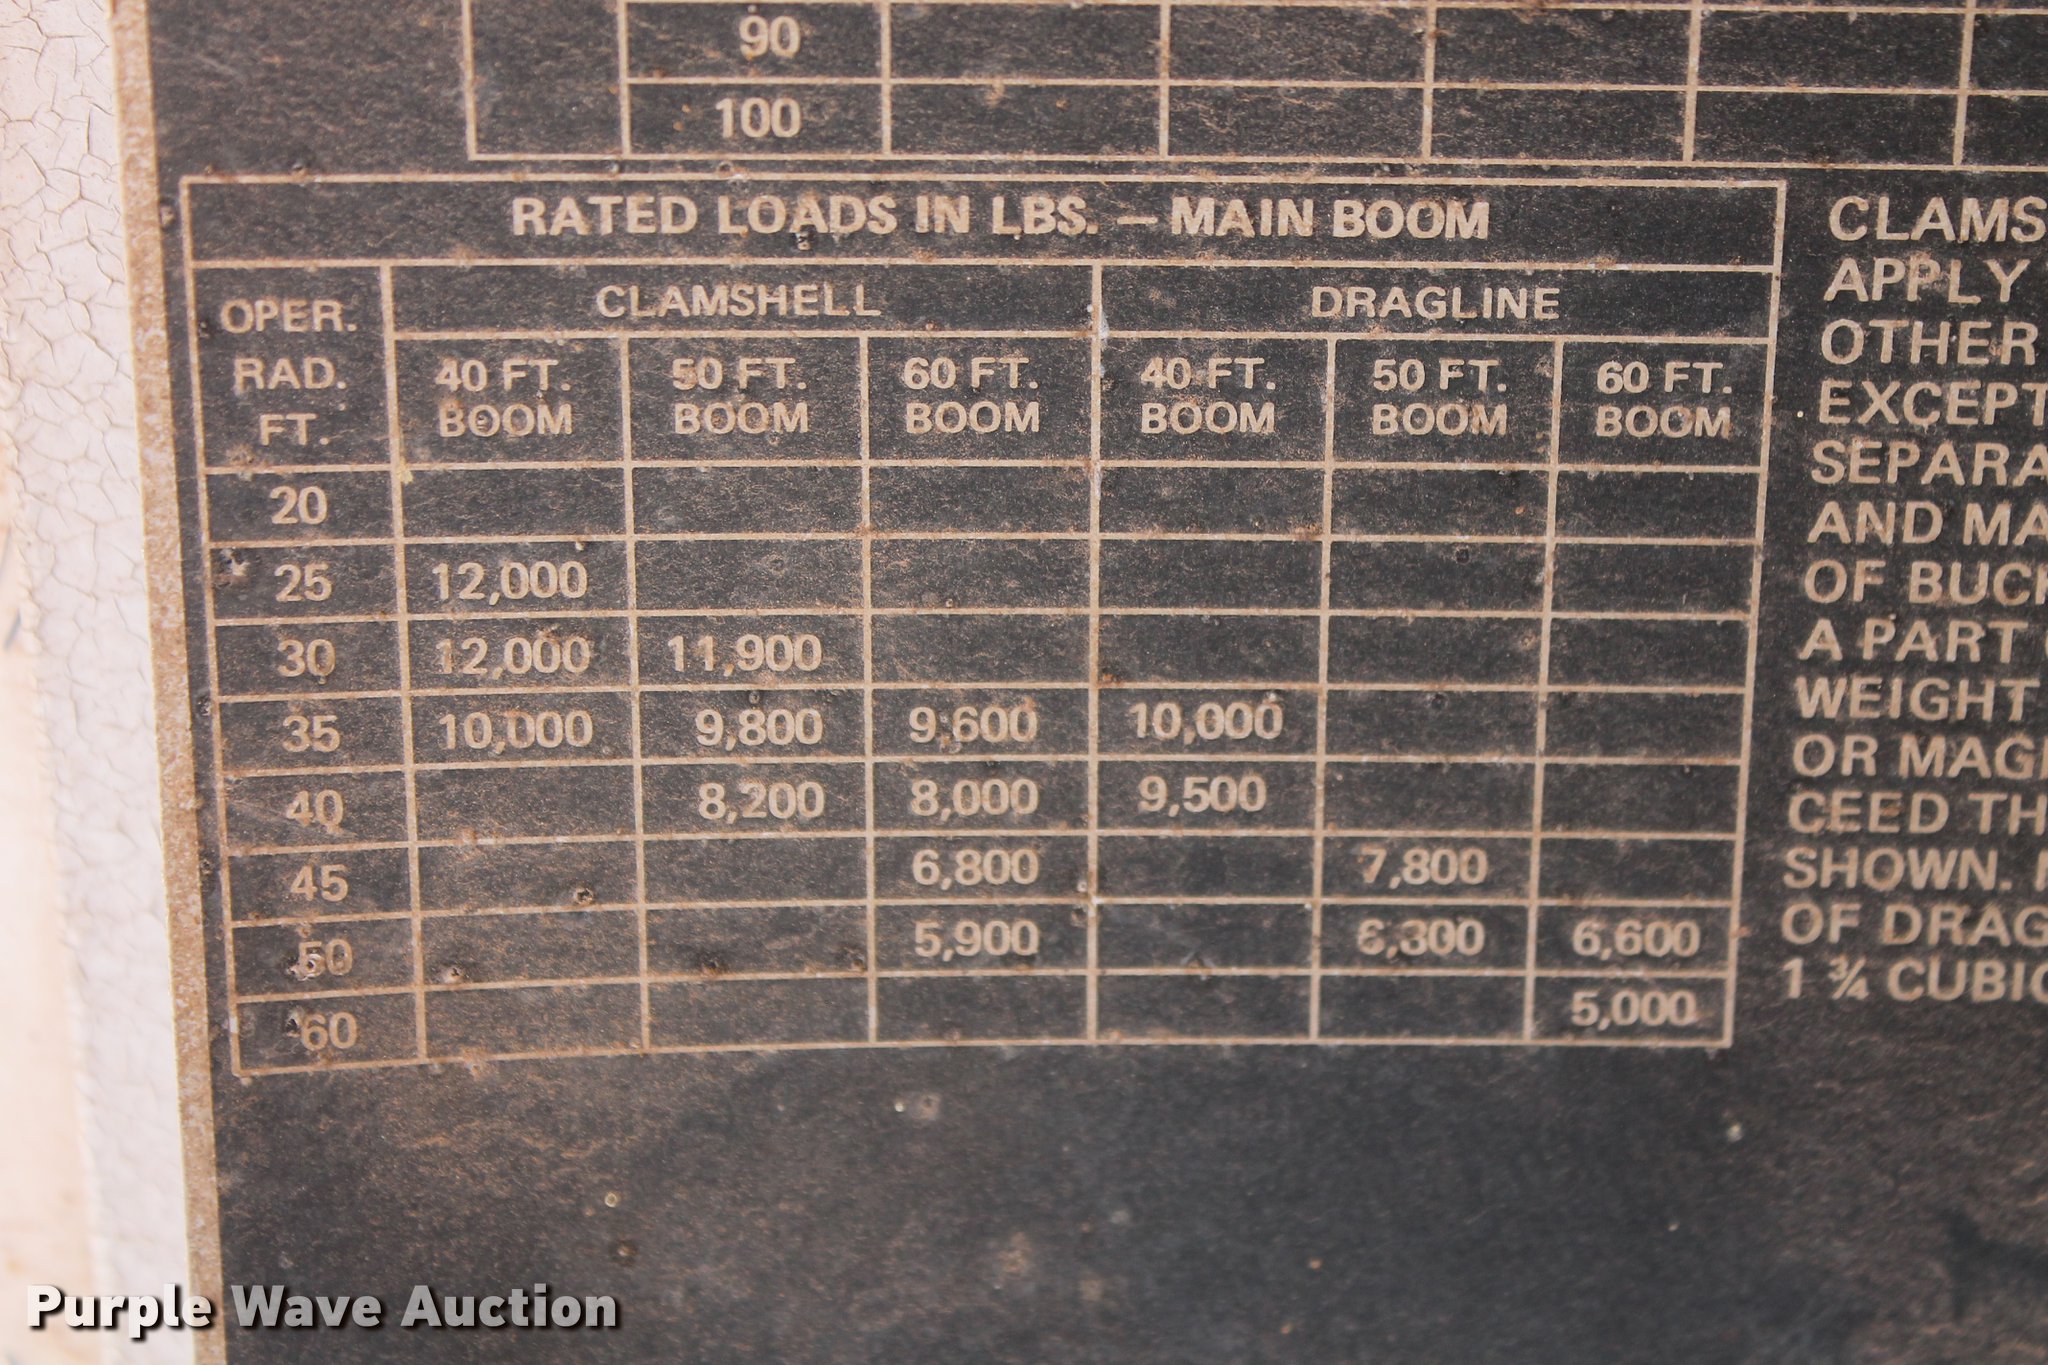 90
100
RATED LOADS IN LBS. — MAIN BOOM
OPER. RAD. FT.
CLAMSHELL
DRAGLINE
40 FT. BOOM 50 FT. BOOM 60 FT. BOOM 40 FT. BOOM 50 FT. BOOM 60 FT. BOOM
20
25 12,000
30 12,000 11,900
35 10,000 9,800 9,600 10,000
40 8,200 8,000 9,500
45 6,800 7,800
50 5,900 6,300 6,600
60 5,000
CLAMS
APPLY
OTHER
EXCEPT
SEPARA
AND MA
OF BUCK
A PART
WEIGHT
OR MAG
CEED TH
SHOWN.
OF DRAG
1 ¾ CUBIC
Purple Wave Auction